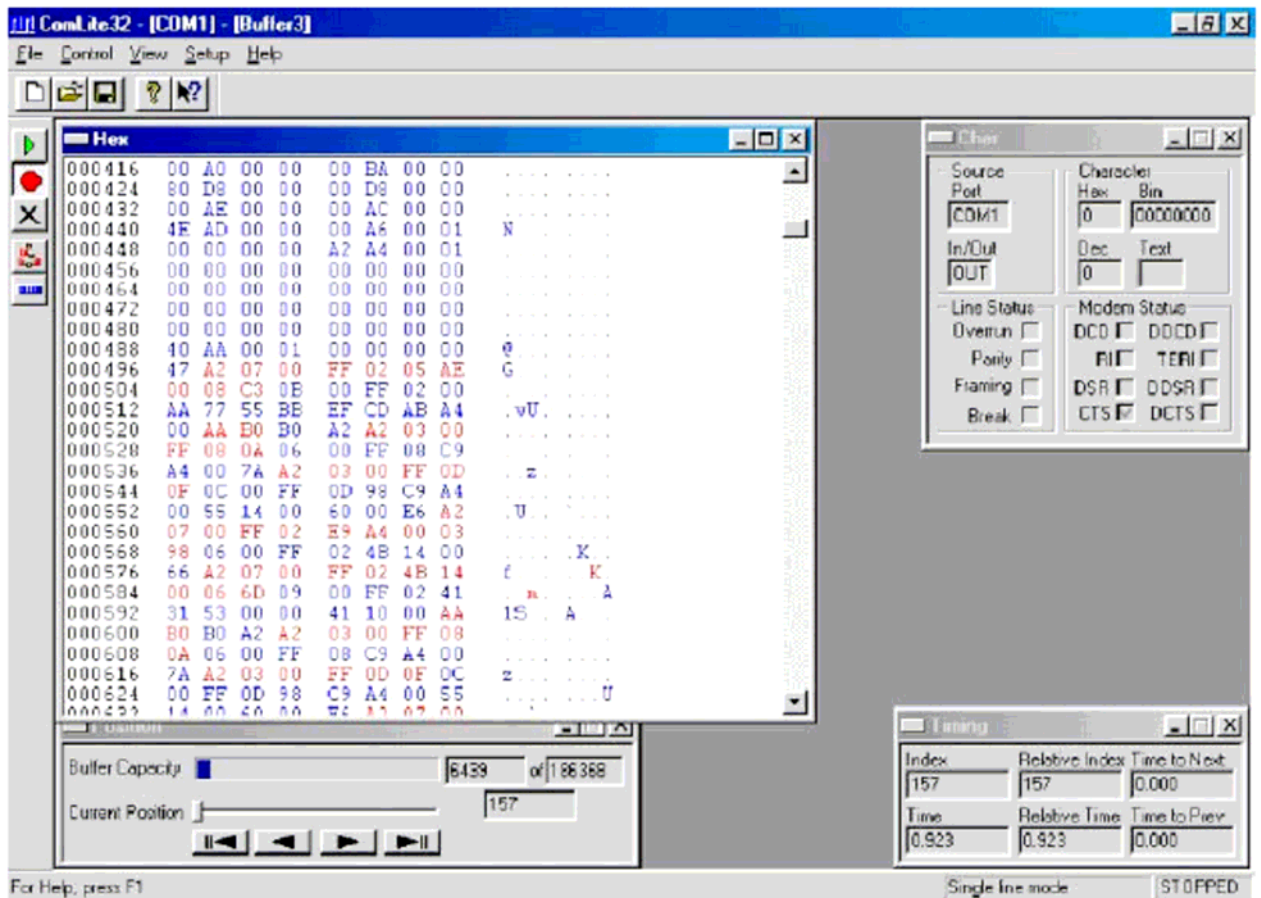 ComLite32 - [COM1] - [Buffer3]
File Control View Setup Help
Hex
000416 00 A0 00 00 00 BA 00 00 . . . . . . . .
000424 80 D8 00 00 00 D8 00 00 . . . . . . . .
000432 00 AE 00 00 00 AC 00 00 . . . . . . . .
000440 4E AD 00 00 00 A6 00 01 N . . . . . . .
000448 00 00 00 00 A2 A4 00 01 . . . . . . . .
000456 00 00 00 00 00 00 00 00 . . . . . . . .
000464 00 00 00 00 00 00 00 00 . . . . . . . .
000472 00 00 00 00 00 00 00 00 . . . . . . . .
000480 00 00 00 00 00 00 00 00 . . . . . . . .
000488 40 AA 00 01 00 00 00 00 @ . . . . . . .
000496 47 A2 07 00 FF 02 05 AE G . . . . . . .
000504 00 08 C3 0B 00 FF 02 00 . . . . . . . .
000512 AA 77 55 BB EF CD AB A4 . w U . . . . .
000520 00 AA B0 B0 A2 A2 03 00 . . . . . . . .
000528 FF 08 0A 06 00 FF 08 C9 . . . . . . . .
000536 A4 00 7A A2 03 00 FF 0D . . z . . . . .
000544 0F 0C 00 FF 0D 98 C9 A4 . . . . . . . .
000552 00 55 14 00 60 00 E6 A2 . U . . ` . . .
000560 07 00 FF 02 E9 A4 00 03 . . . . . . . .
000568 98 06 00 FF 02 4B 14 00 . . . . . K . .
000576 66 A2 07 00 FF 02 4B 14 f . . . . . K .
000584 00 06 6D 09 00 FF 02 41 . . m . . . . A
000592 31 53 00 00 41 10 00 AA 1S . . A . . .
000600 B0 B0 A2 A2 03 00 FF 08 . . . . . . . .
000608 0A 06 00 FF 08 C9 A4 00 . . . . . . . .
000616 7A A2 03 00 FF 0D 0F 0C z . . . . . . .
000624 00 FF 0D 98 C9 A4 00 55 . . . . . . . U
000632 14 00 60 00 E6 A2 07 00
Char
Source
Port
COM1
In/Out
OUT
Character
Hex Bin
0 00000000
Dec Text
0
Line Status
Overrun
Parity
Framing
Break
Modem Status
DCD DDCD
RI TERI
DSR DDSR
CTS DCTS
Position
Buffer Capacity 6439 of 186368
Current Position 157
Timing
Index Relative Index Time to Next
157 157 0.000
Time Relative Time Time to Prev
0.923 0.923 0.000
For Help, press F1 Single line mode STOPPED